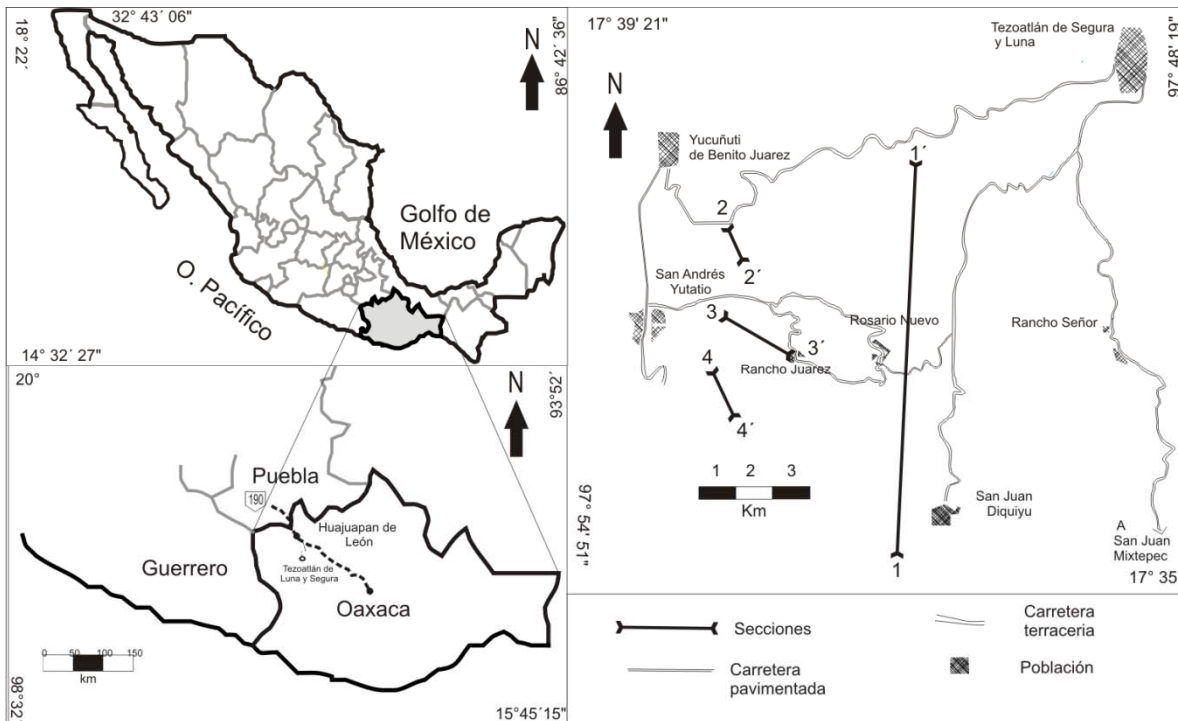 32° 43´ 06"
18° 22´
86° 42´ 36"
N
Golfo de
México
O. Pacífico
14° 32´ 27"
20°
93°52´
N
Puebla
190
Huajuapan de
León
Tezoatlán de
Luna y Segura
Guerrero
Oaxaca
0 50 100 150
km
98°32´
15°45´15"
17° 39' 21"
Tezoatlán de Segura
y Luna
97° 48' 19"
N
Yucuñuti
de Benito Juarez
1´
2
2´
San Andrés
Yutatio
3
3´
Rosario Nuevo
Rancho Señor
Rancho Juarez
4
4´
1 2 3
Km
San Juan
Diquiyu
97° 54' 51"
1
A
San Juan
Mixtepec
17° 35
Secciones
Carretera
terraceria
Carretera
pavimentada
Población